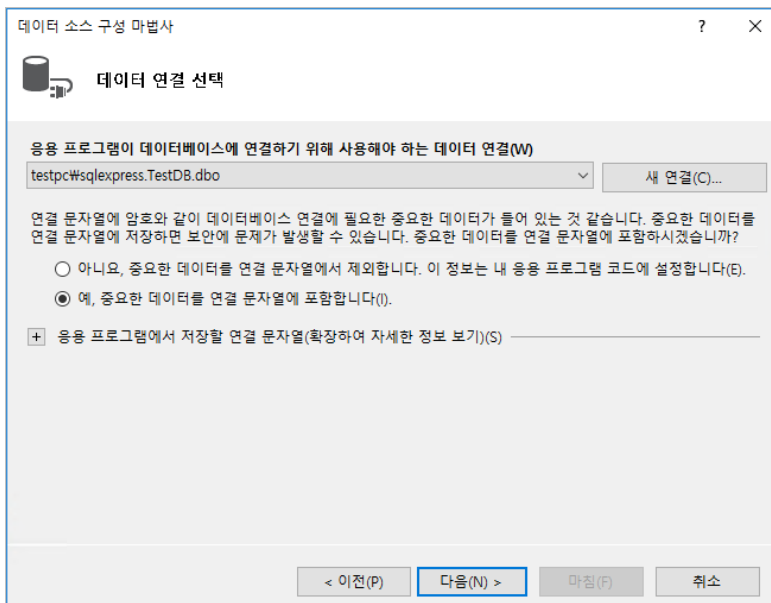 데이터 소스 구성 마법사
? ×
데이터 연결 선택
응용 프로그램이 데이터베이스에 연결하기 위해 사용해야 하는 데이터 연결(W)
testpc₩sqlexpress.TestDB.dbo
새 연결(C)...
연결 문자열에 암호와 같이 데이터베이스 연결에 필요한 중요한 데이터가 들어 있는 것 같습니다. 중요한 데이터를
연결 문자열에 저장하면 보안에 문제가 발생할 수 있습니다. 중요한 데이터를 연결 문자열에 포함하시겠습니까?
아니요, 중요한 데이터를 연결 문자열에서 제외합니다. 이 정보는 내 응용 프로그램 코드에 설정합니다(E).
예, 중요한 데이터를 연결 문자열에 포함합니다(I).
+ 응용 프로그램에서 저장할 연결 문자열(확장하여 자세한 정보 보기)(S)
< 이전(P)
다음(N) >
마침(F)
취소